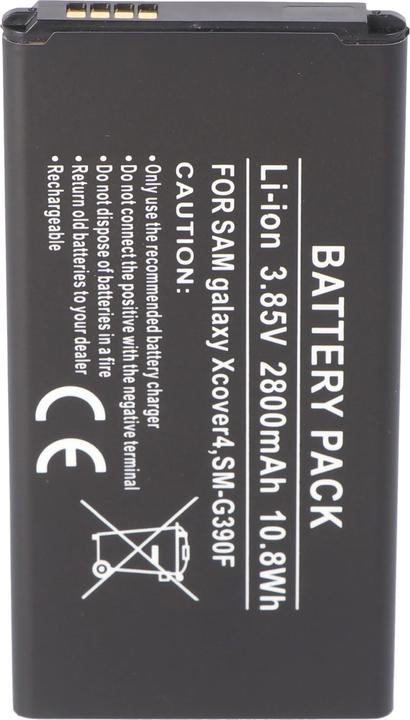 BATTERY PACK
Li-ion 3.85V 2800mAh 10.8Wh
FOR SAM galaxy Xcover4,SM-G390F
CAUTION:
•Only use the recommended battery charger
•Do not connect the positive with the negative terminal
•Do not dispose of batteries in a fire
•Return old batteries to your dealer
•Rechargeable
CE